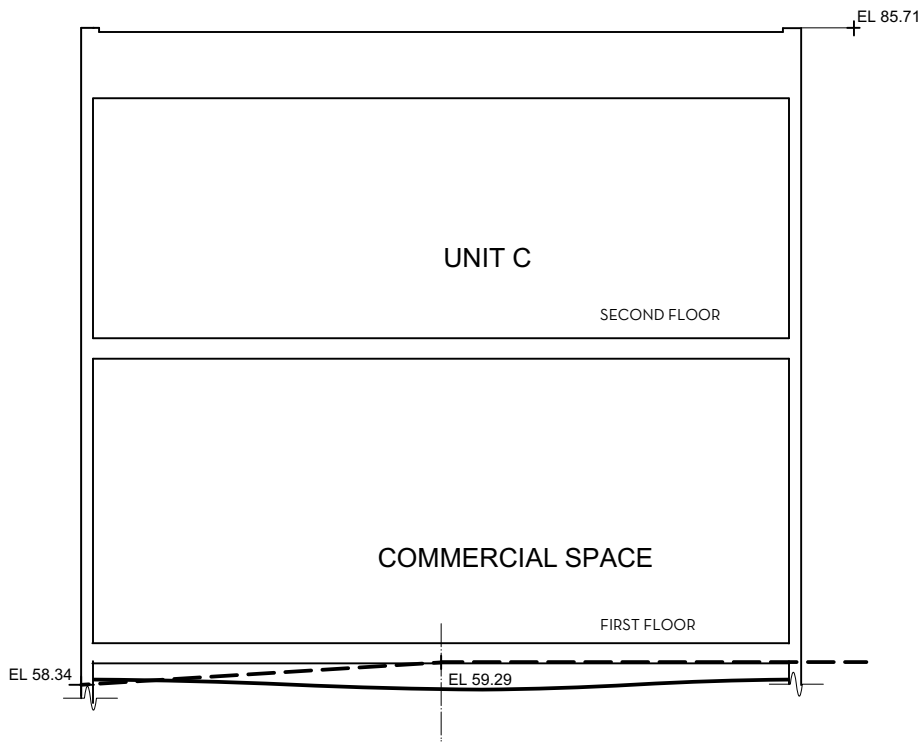 EL 85.71
UNIT C
SECOND FLOOR
COMMERCIAL SPACE
FIRST FLOOR
EL 58.34
EL 59.29